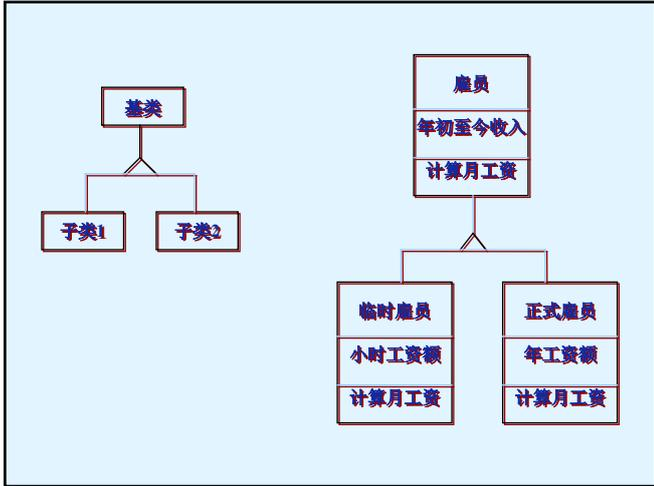 基类
子类1
子类2
雇员
年初至今收入
计算月工资
临时雇员
小时工资额
计算月工资
正式雇员
年工资额
计算月工资